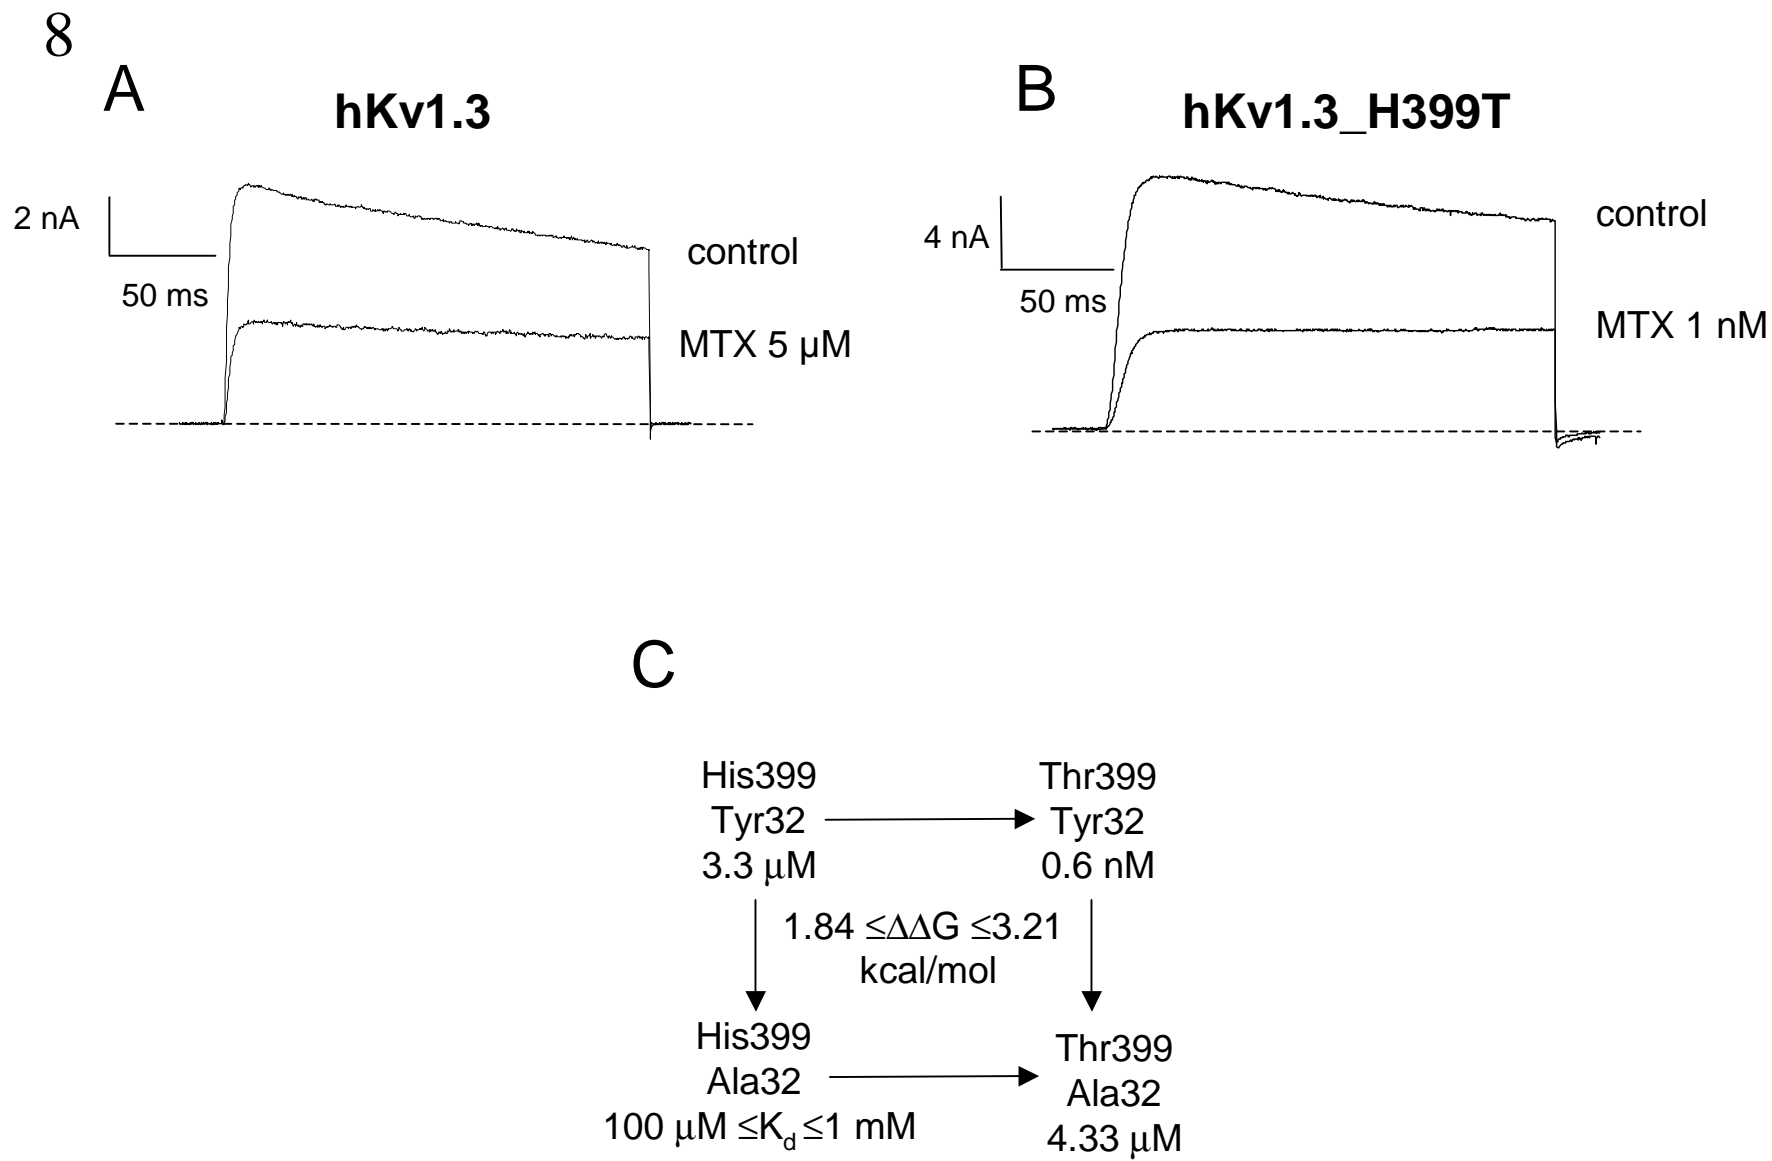 8
A
hKv1.3
2 nA
50 ms
control
MTX 5 µM
B
hKv1.3_H399T
4 nA
50 ms
control
MTX 1 nM
C
His399
Tyr32
3.3 µM
Thr399
Tyr32
0.6 nM
1.84 ≤ΔΔG ≤3.21
kcal/mol
His399
Ala32
100 µM ≤Kd ≤1 mM
Thr399
Ala32
4.33 µM